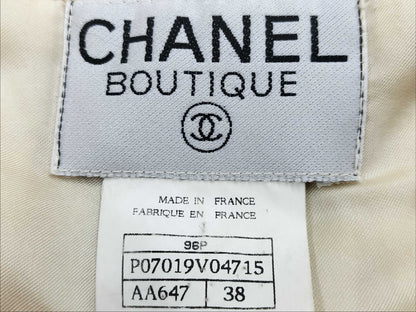 CHANEL
BOUTIQUE
MADE IN FRANCE
FABRIQUE EN FRANCE
96P
P07019V04715
AA647 38